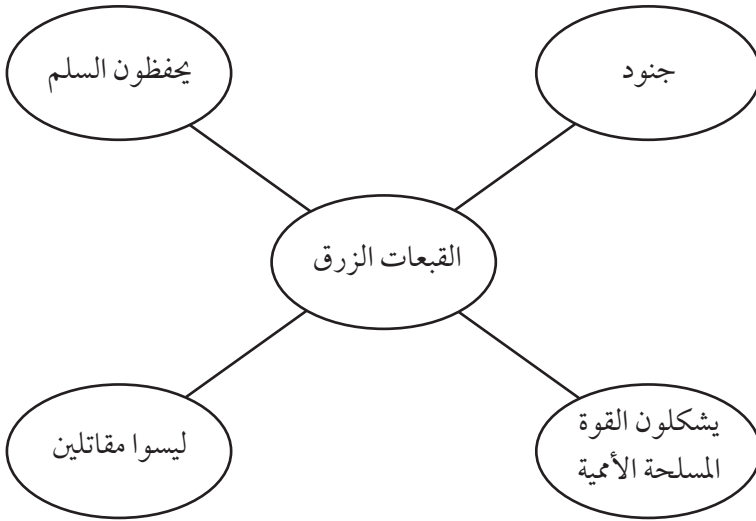 جنود
يحفظون السلم
القبعات الزرق
يشكلون القوة
المسلحة الأممية
ليسوا مقاتلين